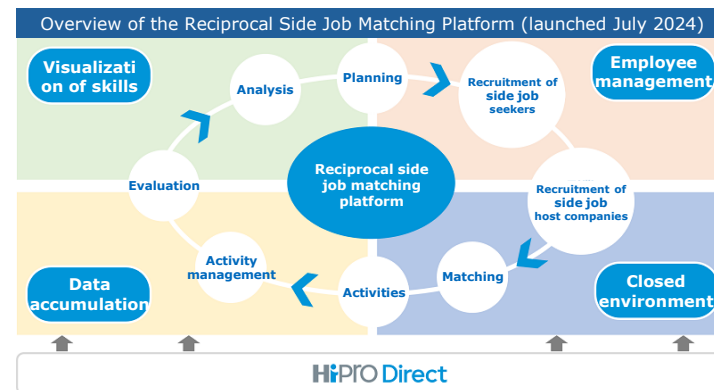 Overview of the Reciprocal Side Job Matching Platform (launched July 2024)
Visualizati
on of skills
Analysis
Planning
Recruitment of
side job
seekers
Employee
management
Evaluation
Reciprocal side
job matching
platform
Recruitment of
side job
host companies
Activity
management
Activities
Matching
Data
accumulation
Closed
environment
HiPRO Direct